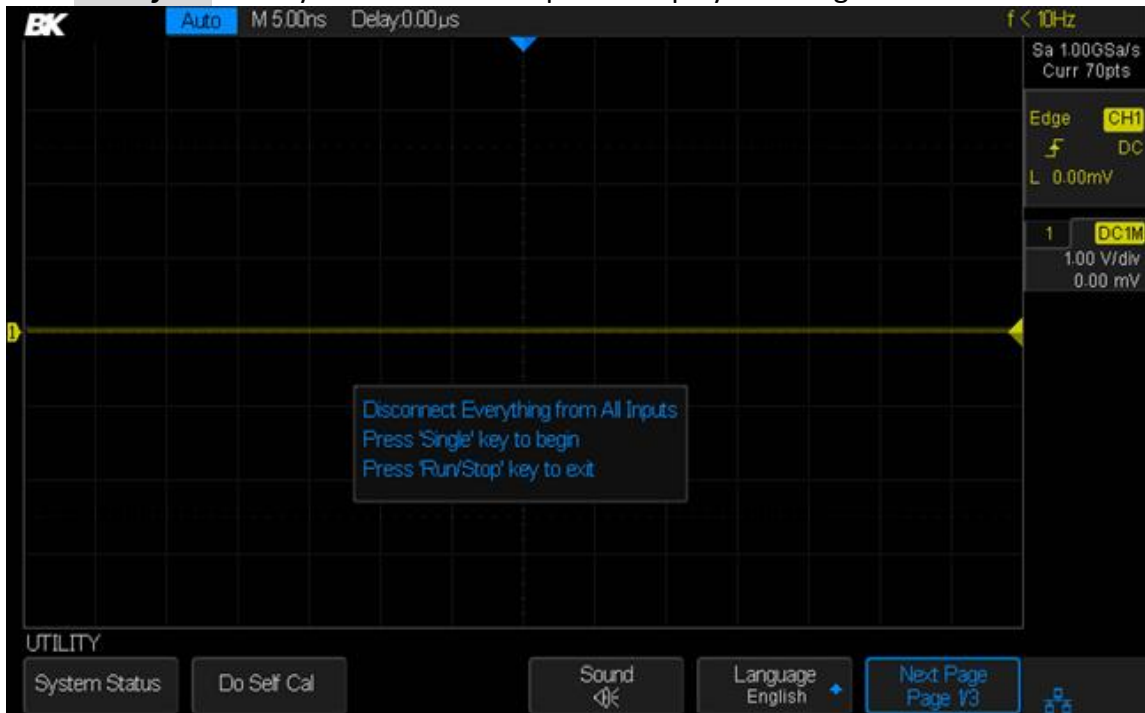 BK Auto M 5.00ns Delay:0.00µs f < 10Hz
Sa 1.00GSa/s
Curr 70pts
Edge CH1
DC
L 0.00mV
1 DC1M
1.00 V/div
0.00 mV
1
Disconnect Everything from All Inputs
Press 'Single' key to begin
Press 'Run/Stop' key to exit
UTILITY
System Status Do Self Cal Sound Language Next Page
English Page 1/3